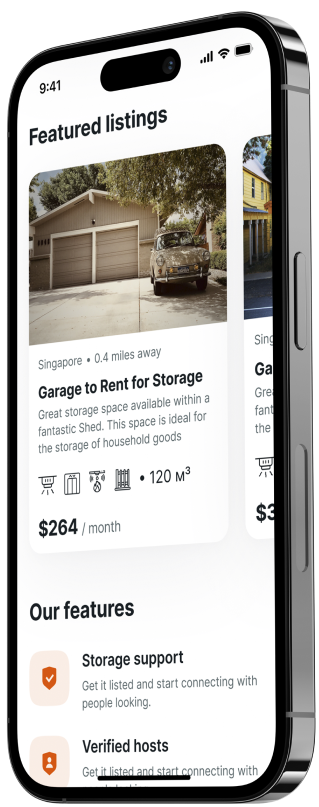 9:41
Featured listings
Singapore • 0.4 miles away
Sing
Garage to Rent for Storage
Ga
Great storage space available within a
fantastic Shed. This space is ideal for
the storage of household goods
Grea
fant
the
• 120 м³
$264 / month
$3
Our features
Storage support
Get it listed and start connecting with
people looking.
Verified hosts
Get it listed and start connecting with